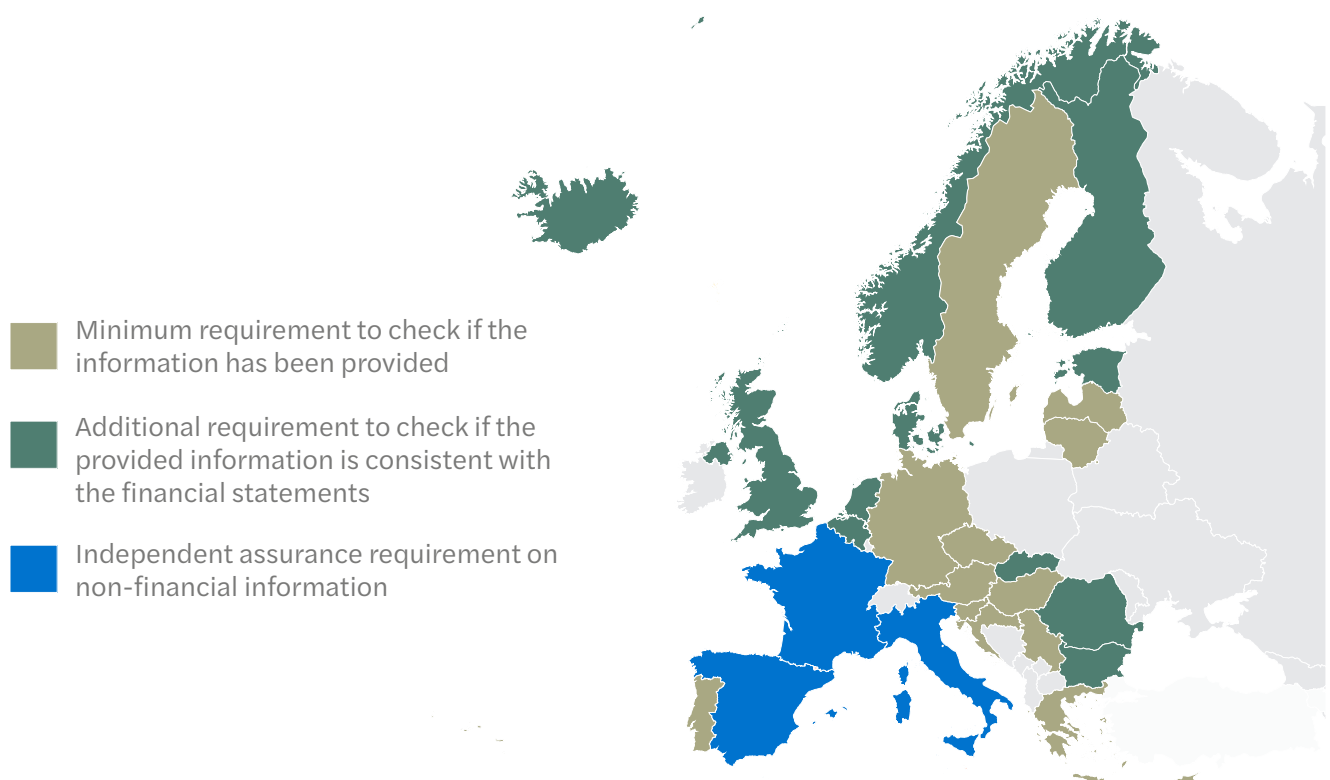 Minimum requirement to check if the
information has been provided
Additional requirement to check if the
provided information is consistent with
the financial statements
Independent assurance requirement on
non-financial information